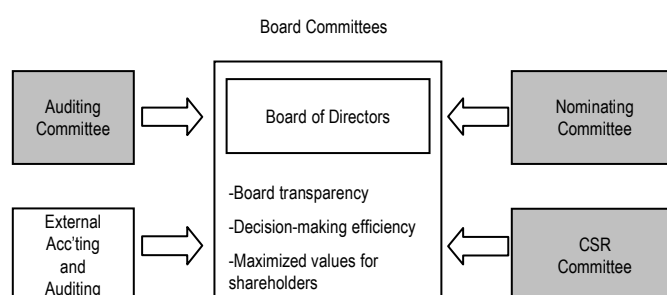 Board Committees
Auditing
Committee
Board of Directors
Nominating
Committee
-Board transparency
-Decision-making efficiency
-Maximized values for
shareholders
External
Acc'ting
and
Auditing
CSR
Committee